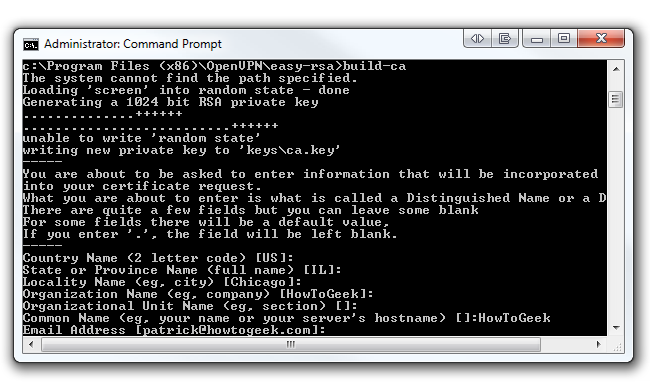 Administrator: Command Prompt
c:\Program Files (x86)\OpenVPN\easy-rsa>build-ca
The system cannot find the path specified.
Loading 'screen' into random state - done
Generating a 1024 bit RSA private key
..............++++++
............................++++++
unable to write 'random state'
writing new private key to 'keys\ca.key'
-----
You are about to be asked to enter information that will be incorporated
into your certificate request.
What you are about to enter is what is called a Distinguished Name or a D
There are quite a few fields but you can leave some blank
For some fields there will be a default value,
If you enter '.', the field will be left blank.
-----
Country Name (2 letter code) [US]:
State or Province Name (full name) [IL]:
Locality Name (eg, city) [Chicago]:
Organization Name (eg, company) [HowToGeek]:
Organizational Unit Name (eg, section) []:
Common Name (eg, your name or your server's hostname) []:HowToGeek
Email Address [patrick@howtogeek.com]: